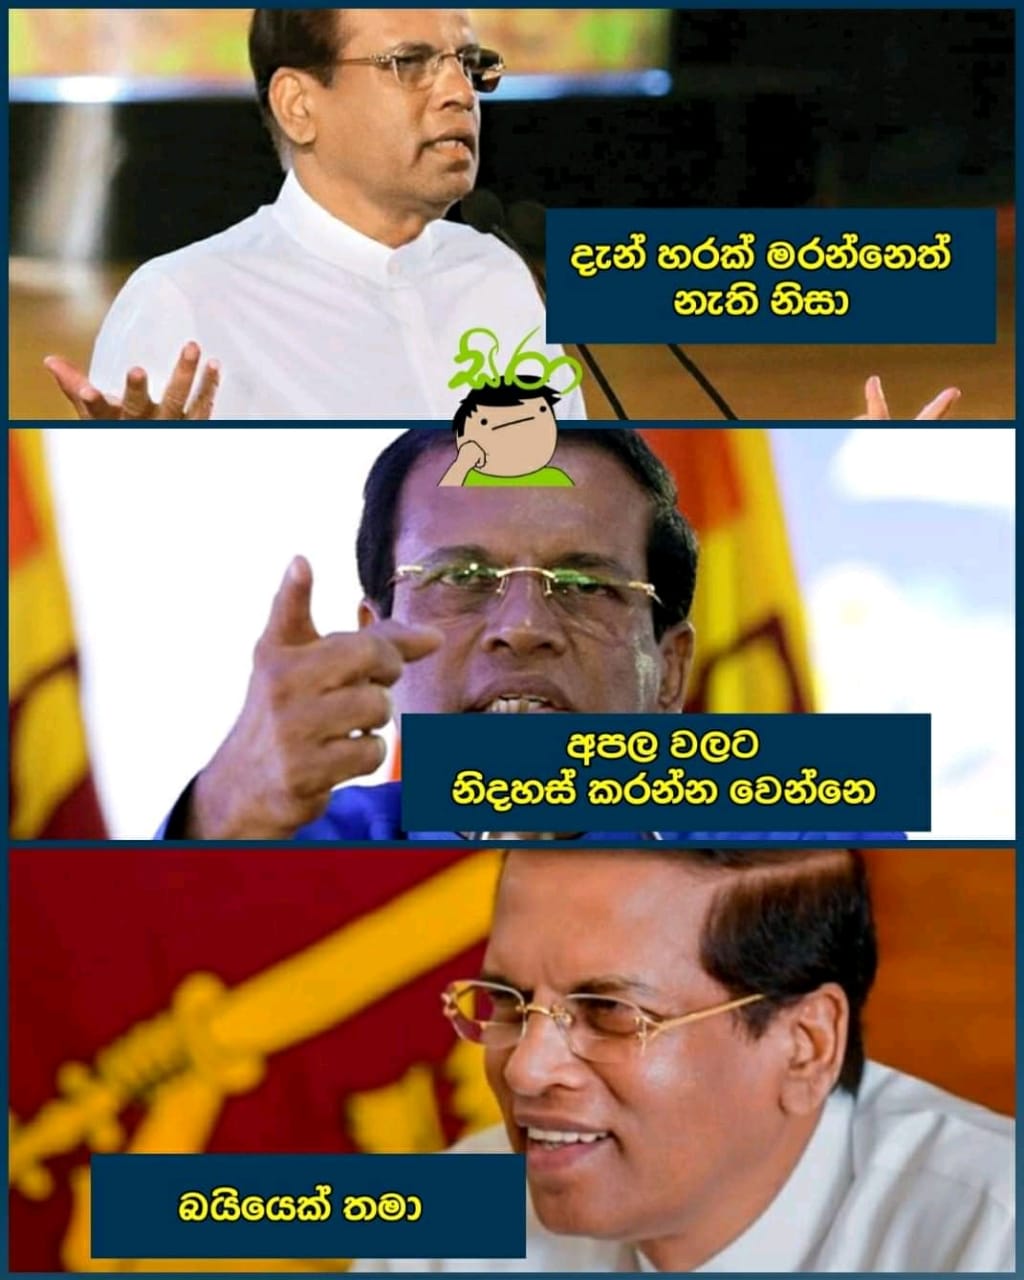 දැන් හරක් මරන්නෙත්
නැති නිසා
සිරා
අපල වලට
නිදහස් කරන්න වෙන්නෙ
බයියෙක් තමා